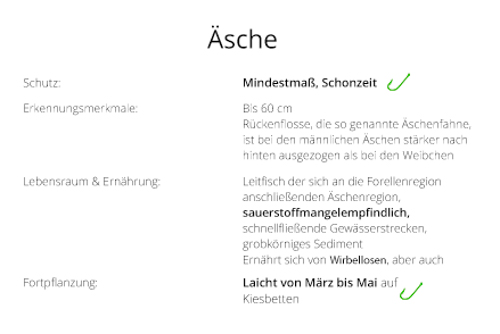 Äsche
Schutz: Mindestmaß, Schonzeit
Erkennungsmerkmale: Bis 60 cm
Rückenflosse, die so genannte Äschenfahne,
ist bei den männlichen Äschen stärker nach
hinten ausgezogen als bei den Weibchen
Lebensraum & Ernährung: Leitfisch der sich an die Forellenregion
anschließenden Äschenregion,
sauerstoffmangelempfindlich,
schnellfließende Gewässerstrecken,
grobkörniges Sediment
Ernährt sich von Wirbellosen, aber auch
Fortpflanzung: Laicht von März bis Mai auf
Kiesbetten